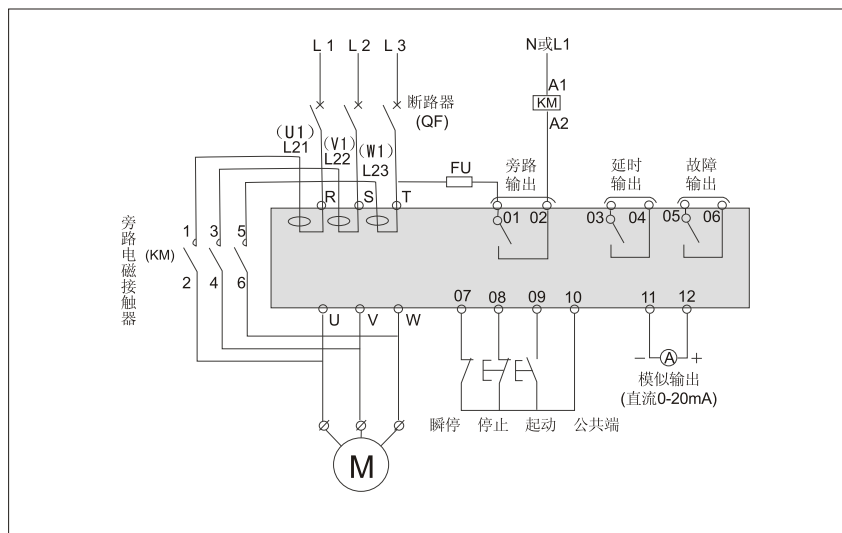 L 1 L 2 L 3
N或L1
A1
KM
A2
断路器
(QF)
(U1)
L21
(V1)
L22
(W1)
L23
FU
旁路
输出
延时
输出
故障
输出
R S T
01 02 03 04 05 06
旁路电磁接触器
(KM)
1 3 5
2 4 6
U V W
07 08 09 10 11 12
− A +
模似输出
(直流0-20mA)
瞬停 停止 起动 公共端
M